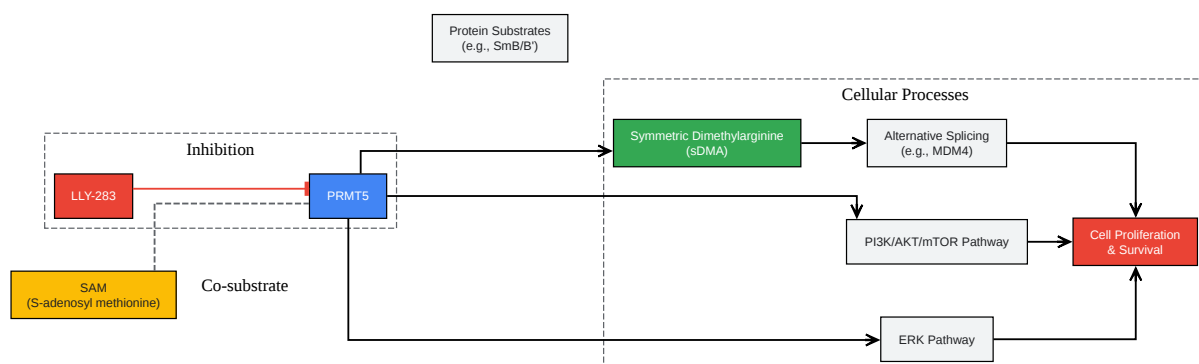 Protein Substrates
(e.g., SmB/B')
Cellular Processes
Inhibition
Symmetric Dimethylarginine
(sDMA)
Alternative Splicing
(e.g., MDM4)
LLY-283
PRMT5
PI3K/AKT/mTOR Pathway
Cell Proliferation
& Survival
SAM
(S-adenosyl methionine)
Co-substrate
ERK Pathway